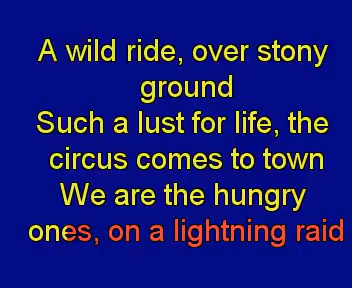 A wild ride, over stony
ground
Such a lust for life, the
circus comes to town
We are the hungry
ones, on a lightning raid